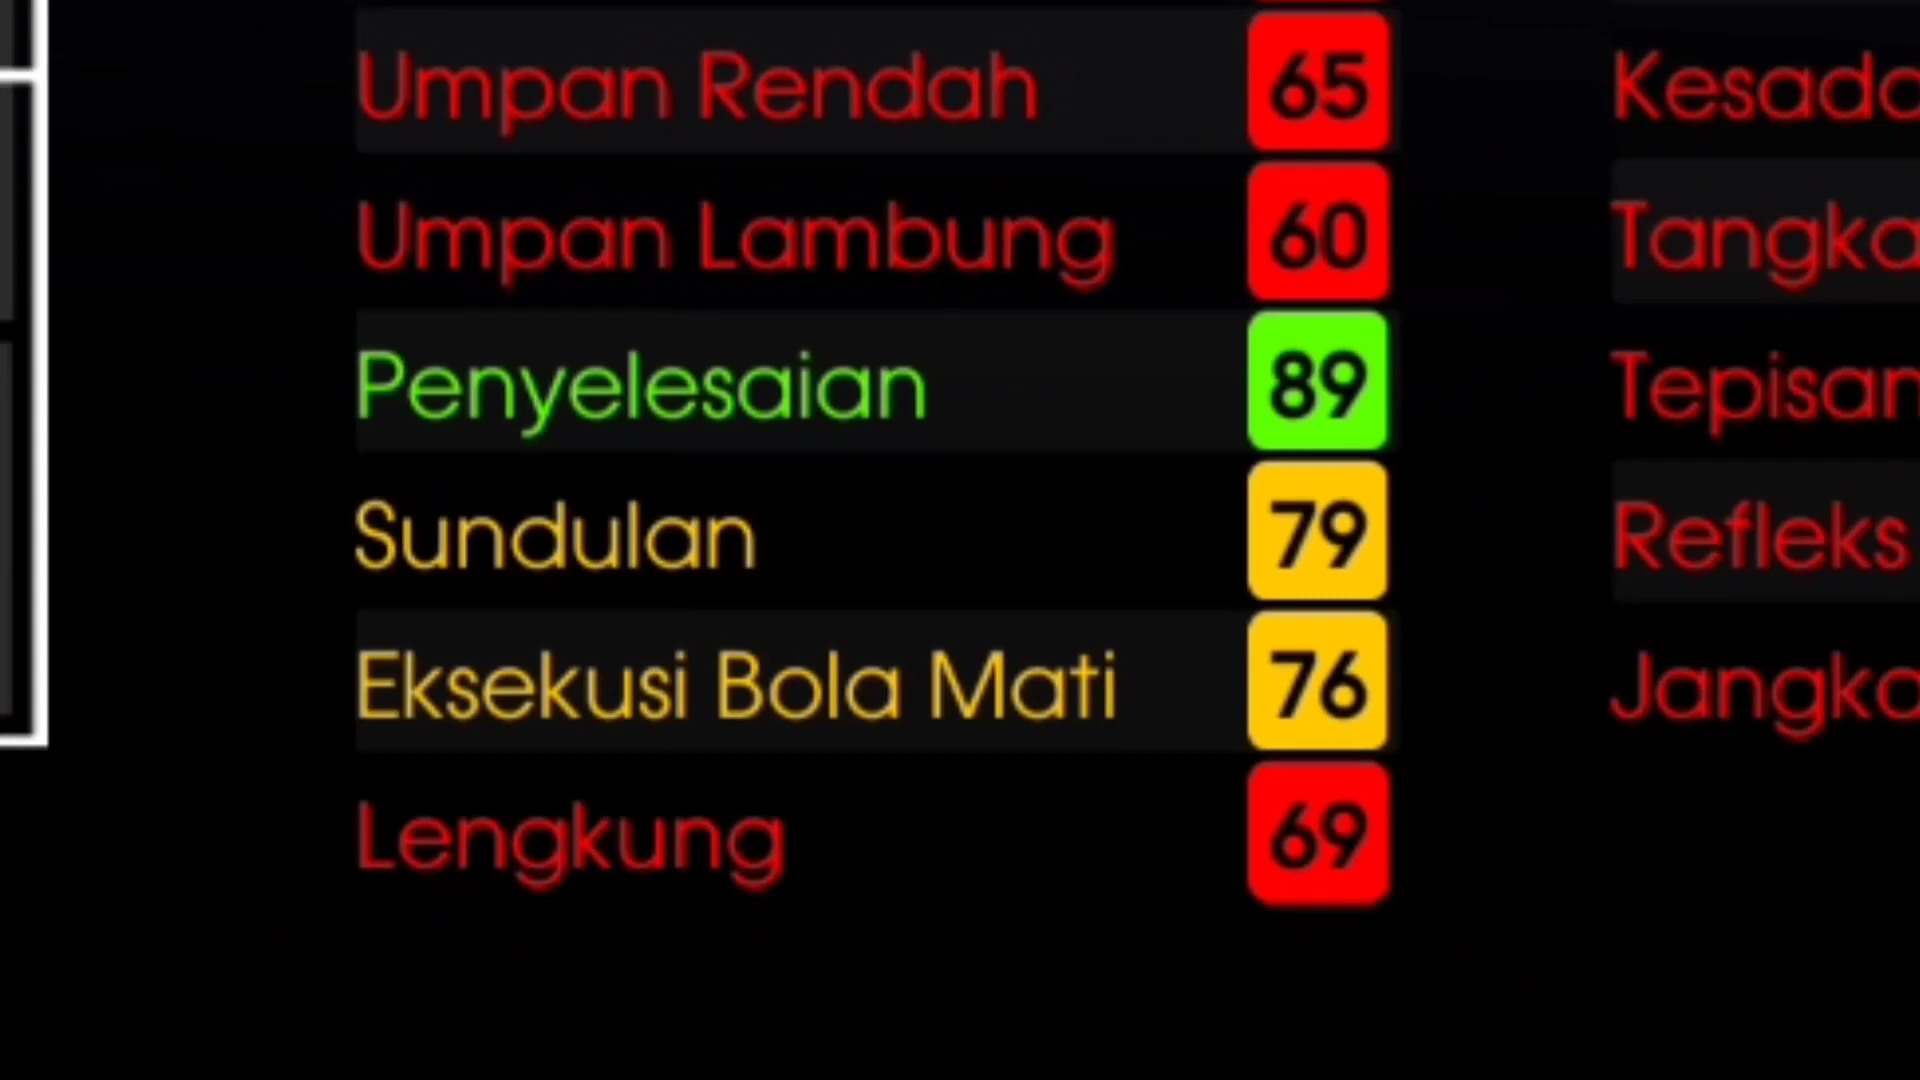 Umpan Rendah 65
Umpan Lambung 60
Penyelesaian 89
Sundulan 79
Eksekusi Bola Mati 76
Lengkung 69
Refleks